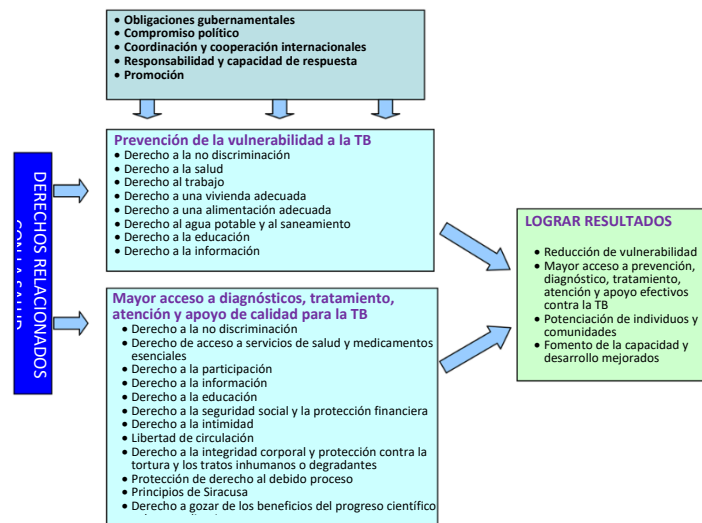 • Obligaciones gubernamentales
• Compromiso político
• Coordinación y cooperación internacionales
• Responsabilidad y capacidad de respuesta
• Promoción
DERECHOS RELACIONADOS
CON LA SALUD
Prevención de la vulnerabilidad a la TB
• Derecho a la no discriminación
• Derecho a la salud
• Derecho al trabajo
• Derecho a una vivienda adecuada
• Derecho a una alimentación adecuada
• Derecho al agua potable y al saneamiento
• Derecho a la educación
• Derecho a la información
Mayor acceso a diagnósticos, tratamiento,
atención y apoyo de calidad para la TB
• Derecho a la no discriminación
• Derecho de acceso a servicios de salud y medicamentos
esenciales
• Derecho a la participación
• Derecho a la información
• Derecho a la educación
• Derecho a la seguridad social y la protección financiera
• Derecho a la intimidad
• Libertad de circulación
• Derecho a la integridad corporal y protección contra la
tortura y los tratos inhumanos o degradantes
• Protección de derecho al debido proceso
• Principios de Siracusa
• Derecho a gozar de los beneficios del progreso científico
LOGRAR RESULTADOS
• Reducción de vulnerabilidad
• Mayor acceso a prevención,
diagnóstico, tratamiento,
atención y apoyo efectivos
contra la TB
• Potenciación de individuos y
comunidades
• Fomento de la capacidad y
desarrollo mejorados